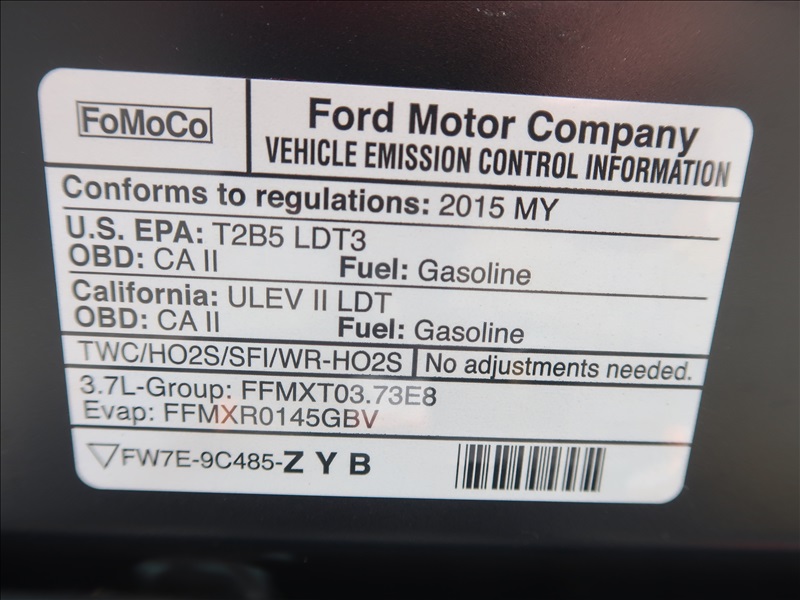 FoMoCo
Ford Motor Company
VEHICLE EMISSION CONTROL INFORMATION
Conforms to regulations: 2015 MY
U.S. EPA: T2B5 LDT3
OBD: CA II Fuel: Gasoline
California: ULEV II LDT
OBD: CA II Fuel: Gasoline
TWC/HO2S/SFI/WR-HO2S No adjustments needed.
3.7L-Group: FFMXT03.73E8
Evap: FFMXR0145GBV
FW7E-9C485-Z Y B